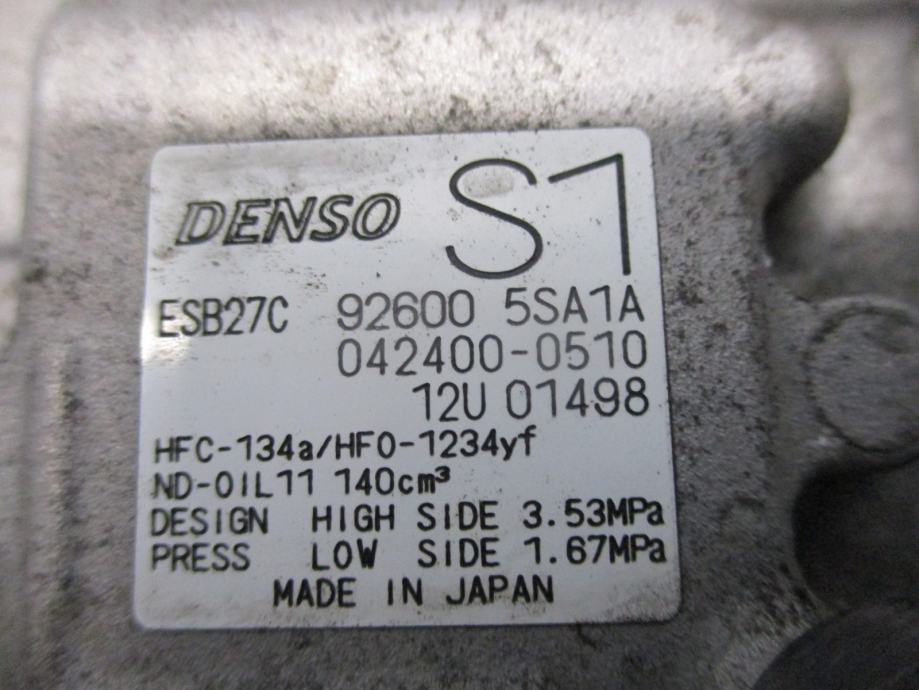 DENSO S1
ESB27C 92600 5SA1A
042400-0510
12U 01498
HFC-134a/HFO-1234yf
ND-OIL11 140cm³
DESIGN HIGH SIDE 3.53MPa
PRESS LOW SIDE 1.67MPa
MADE IN JAPAN